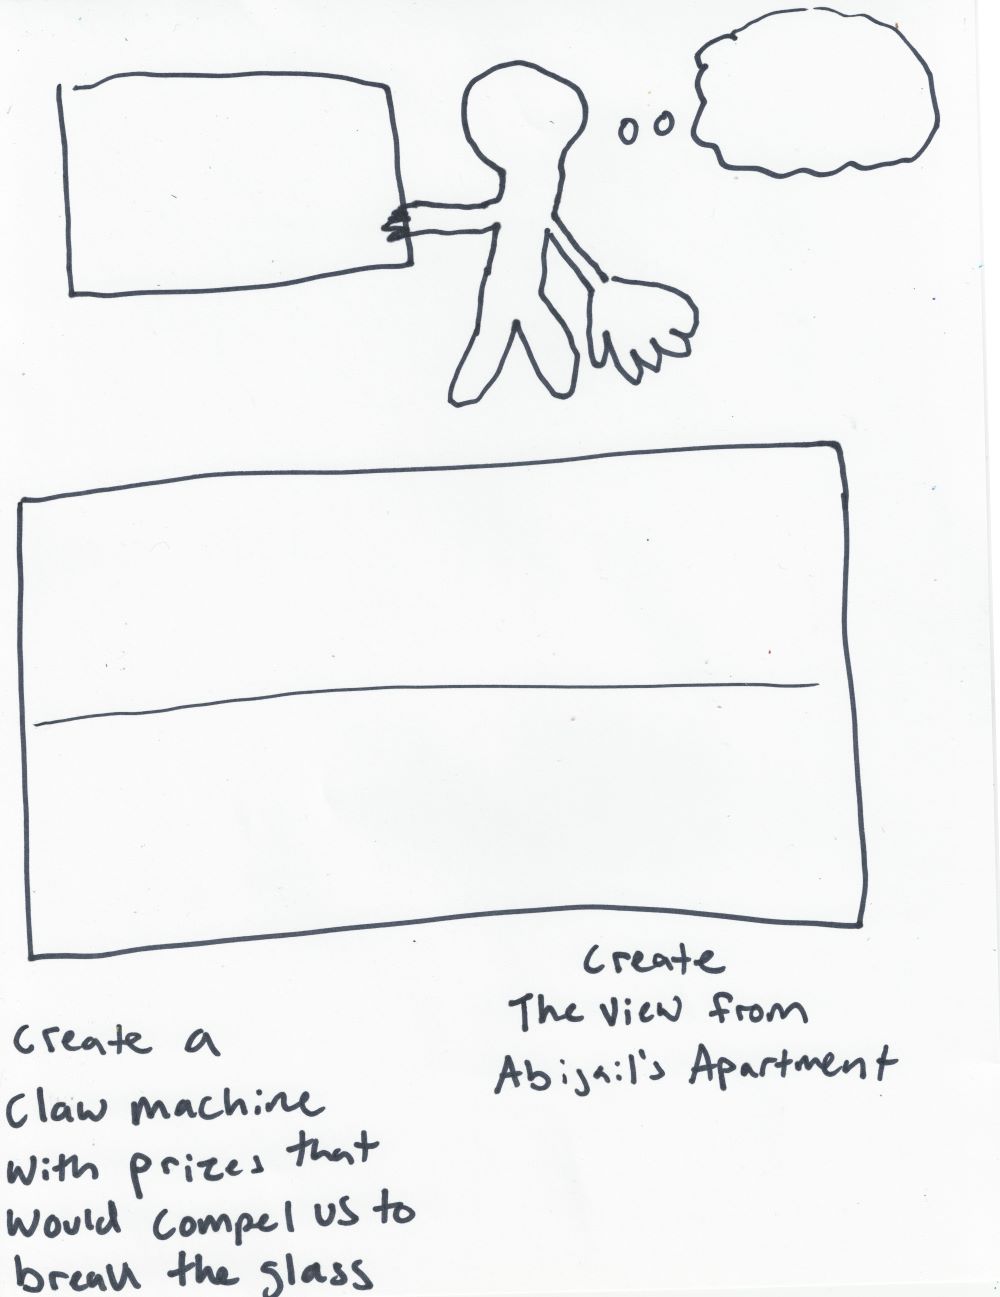 Create
The View from
Abigail's Apartment
Create a
Claw machine
with prizes that
would compel us to
break the glass